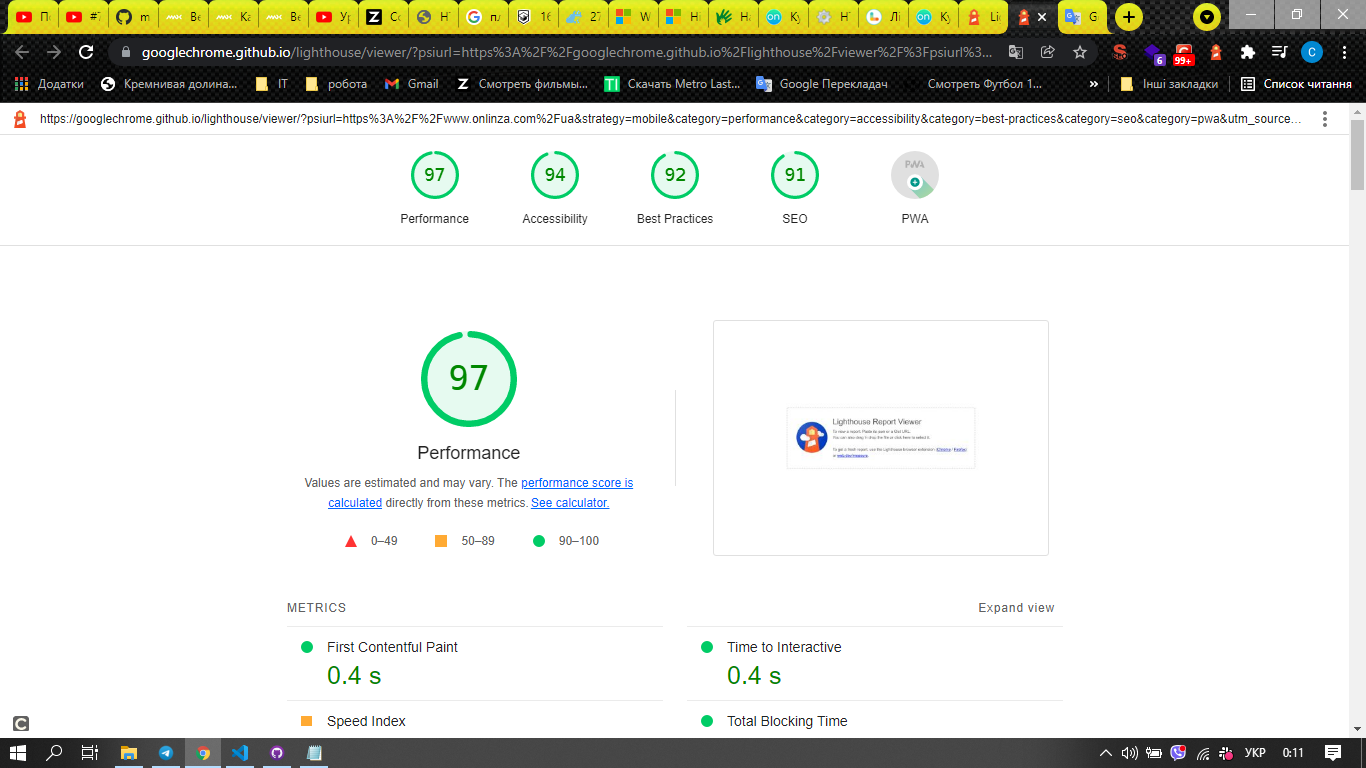 П
#7
m
Ве
Ка
Ве
Ур
Со
H
пл
16
27
W
Ні
На
Ку
H
Лі
Ку
Lig
G
googlechrome.github.io/lighthouse/viewer/?psiurl=https%3A%2F%2Fgooglechrome.github.io%2Flighthouse%2Fviewer%2F%3Fpsiurl%3...
6
99+
C
Додатки
Кремнивая долина...
IT
робота
Gmail
Смотреть фильмы...
Скачать Metro Last...
Google Перекладач
Смотреть Футбол 1...
»
Інші закладки
Список читання
https://googlechrome.github.io/lighthouse/viewer/?psiurl=https%3A%2F%2Fwww.onlinza.com%2Fua&strategy=mobile&category=performance&category=accessibility&category=best-practices&category=seo&category=pwa&utm_source...
97 94 92 91 PWA
Performance Accessibility Best Practices SEO PWA
97
Performance
Values are estimated and may vary. The performance score is
calculated directly from these metrics. See calculator.
0–49 50–89 90–100
Lighthouse Report Viewer
METRICS Expand view
First Contentful Paint
0.4 s
Time to Interactive
0.4 s
Speed Index
Total Blocking Time
УКР 0:11